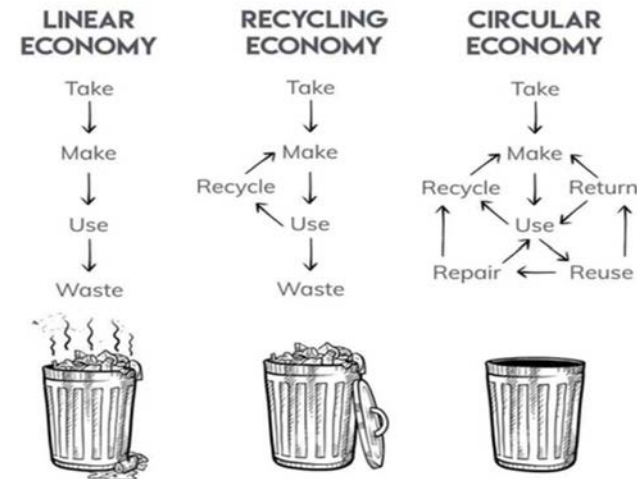 LINEAR
ECONOMY
Take
Make
Use
Waste
RECYCLING
ECONOMY
Take
Make
Recycle
Use
Waste
CIRCULAR
ECONOMY
Take
Make
Recycle
Return
Use
Repair
Reuse